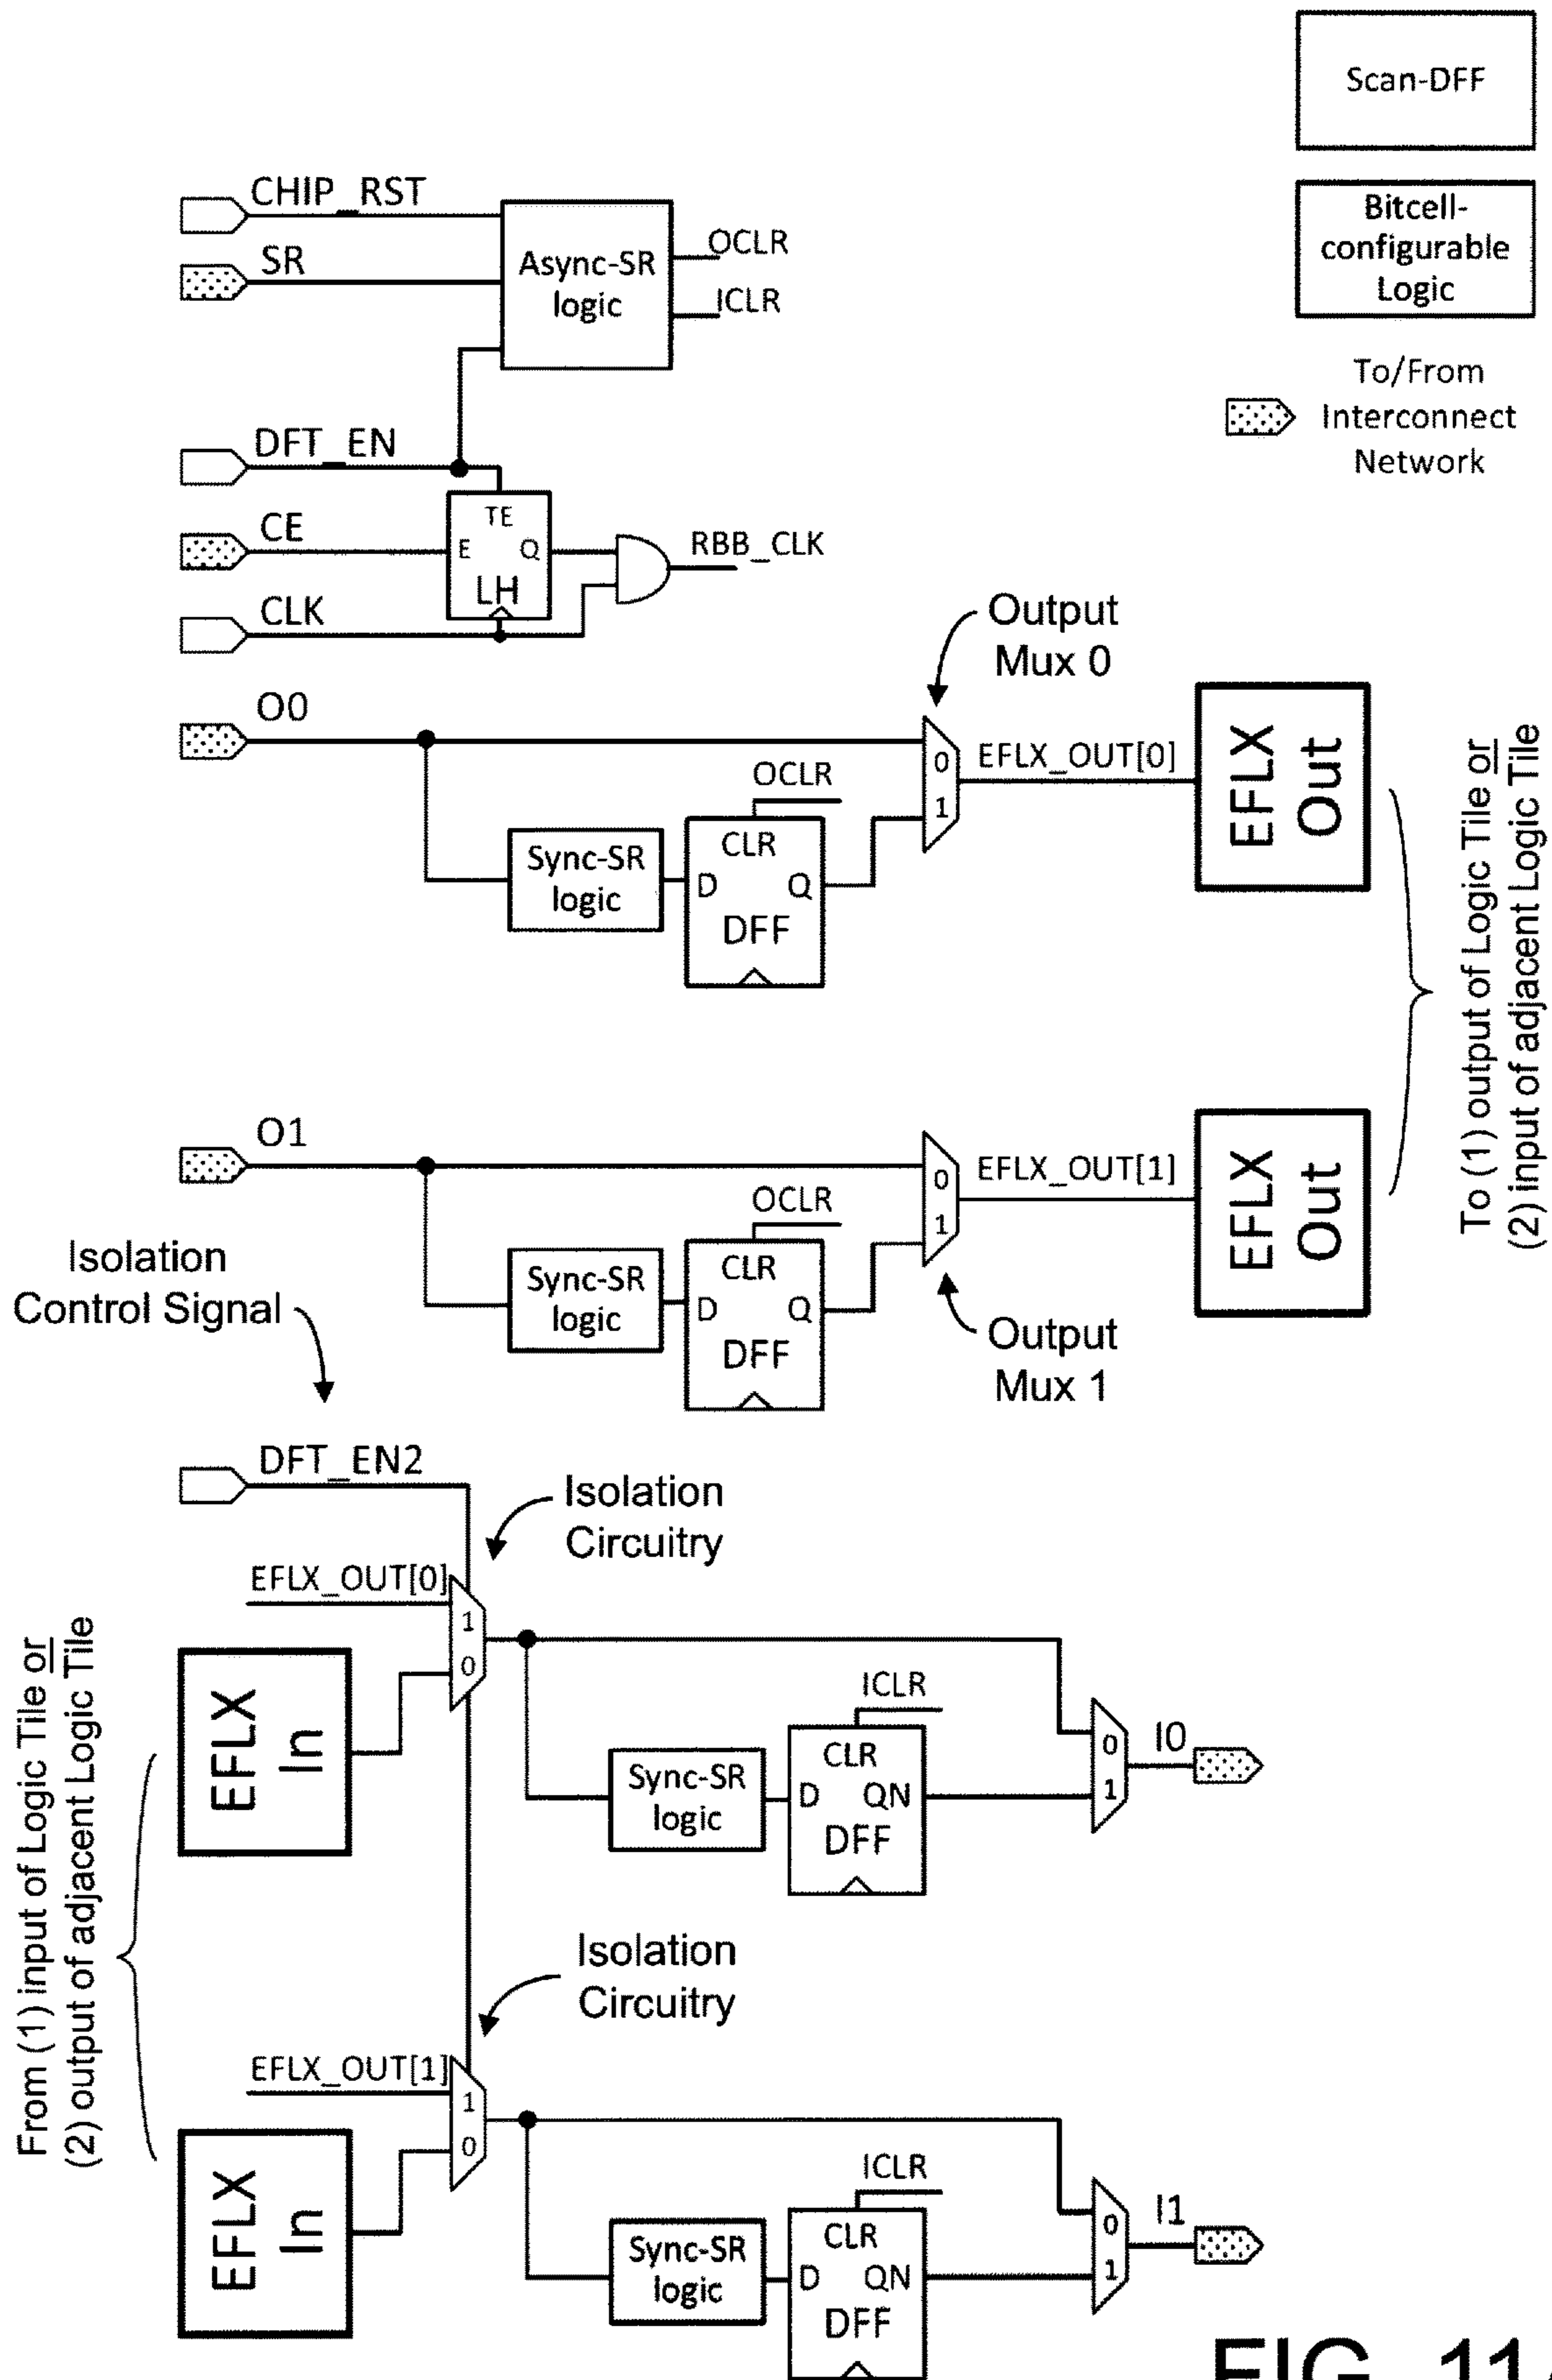 Scan-DFF
Bitcell-
configurable
Logic
To/From
Interconnect
Network
CHIP_RST
SR
Async-SR
logic
OCLR
ICLR
DFT_EN
TE
CE
E
Q
LH
RBB_CLK
CLK
Output
Mux 0
O0
0
1
EFLX_OUT[0]
EFLX
Out
OCLR
Sync-SR
logic
CLR
D
Q
DFF
To (1) output of Logic Tile or
(2) input of adjacent Logic Tile
O1
0
1
EFLX_OUT[1]
EFLX
Out
OCLR
Sync-SR
logic
CLR
D
Q
DFF
Output
Mux 1
Isolation
Control Signal
DFT_EN2
Isolation
Circuitry
EFLX_OUT[0]
1
0
EFLX
In
ICLR
Sync-SR
logic
CLR
D
QN
DFF
0
1
I0
From (1) input of Logic Tile or
(2) output of adjacent Logic Tile
Isolation
Circuitry
EFLX_OUT[1]
1
0
EFLX
In
ICLR
Sync-SR
logic
CLR
D
QN
DFF
0
1
I1
FIG. 11